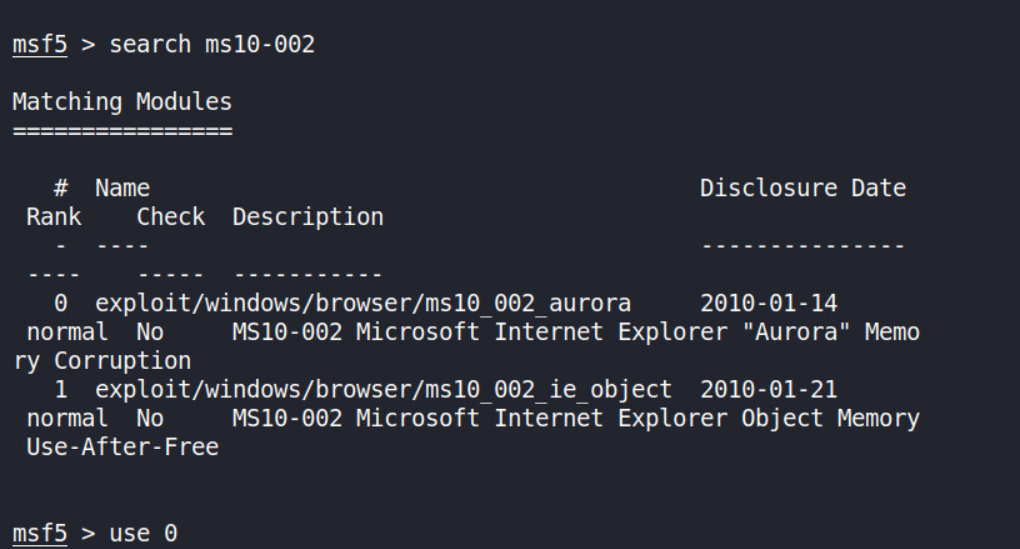 msf5 > search ms10-002
Matching Modules
================
# Name Disclosure Date
Rank Check Description
- ---- ---------------
---- ----- -----------
0 exploit/windows/browser/ms10_002_aurora 2010-01-14
normal No MS10-002 Microsoft Internet Explorer "Aurora" Memo
ry Corruption
1 exploit/windows/browser/ms10_002_ie_object 2010-01-21
normal No MS10-002 Microsoft Internet Explorer Object Memory
Use-After-Free
msf5 > use 0